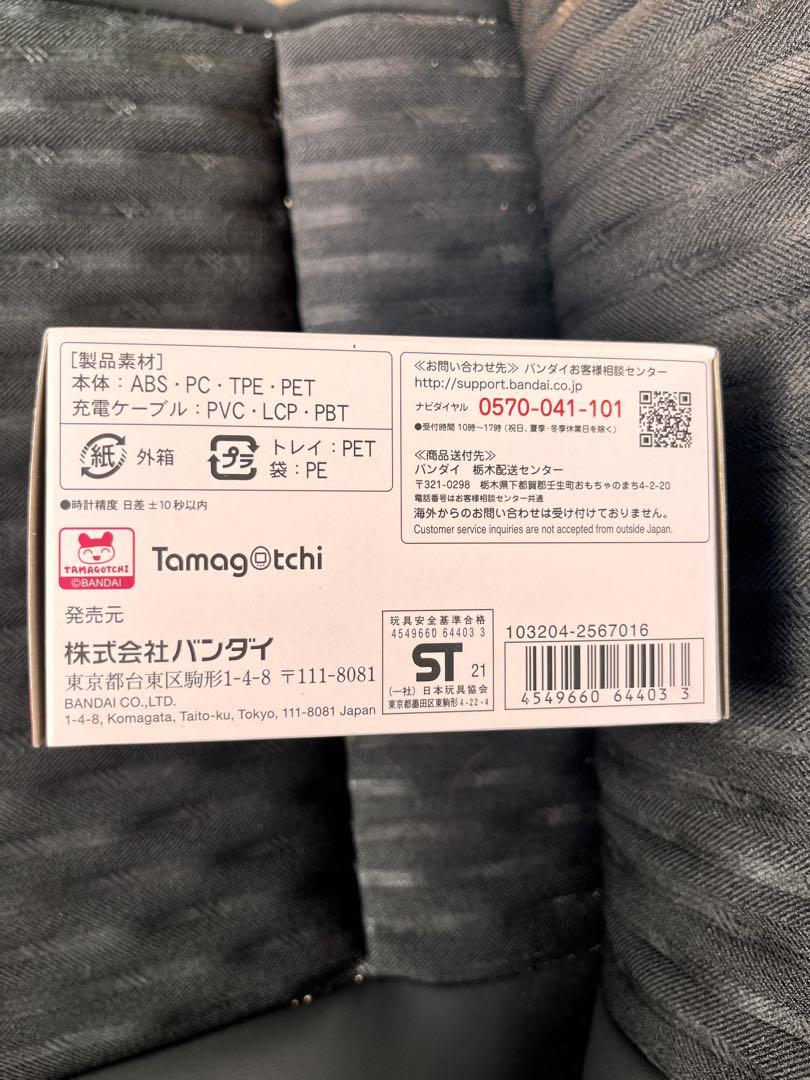 [製品素材]
本体：ABS・PC・TPE・PET
充電ケーブル：PVC・LCP・PBT
紙 外箱
プラ トレイ：PET
袋：PE
●時計精度 日差 ±10秒以内
TAMAGOTCHI
©BANDAI
Tamagotchi
発売元
株式会社バンダイ
東京都台東区駒形1-4-8 〒111-8081
BANDAI CO.,LTD.
1-4-8, Komagata, Taito-ku, Tokyo, 111-8081 Japan
≪お問い合わせ先≫ バンダイお客様相談センター
http://support.bandai.co.jp
ナビダイヤル 0570-041-101
●受付時間 10時〜17時（祝日、夏季・冬季休業日を除く）
≪商品送付先≫
バンダイ 栃木配送センター
〒321-0298 栃木県下都賀郡壬生町おもちゃのまち4-2-20
電話番号はお客様相談センター共通
海外からのお問い合わせは受け付けておりません。
Customer service inquiries are not accepted from outside Japan.
玩具安全基準合格
4549660 64403 3
ST 21
（一社）日本玩具協会
東京都墨田区東駒形4-22-4
103204-2567016
4549660 644033